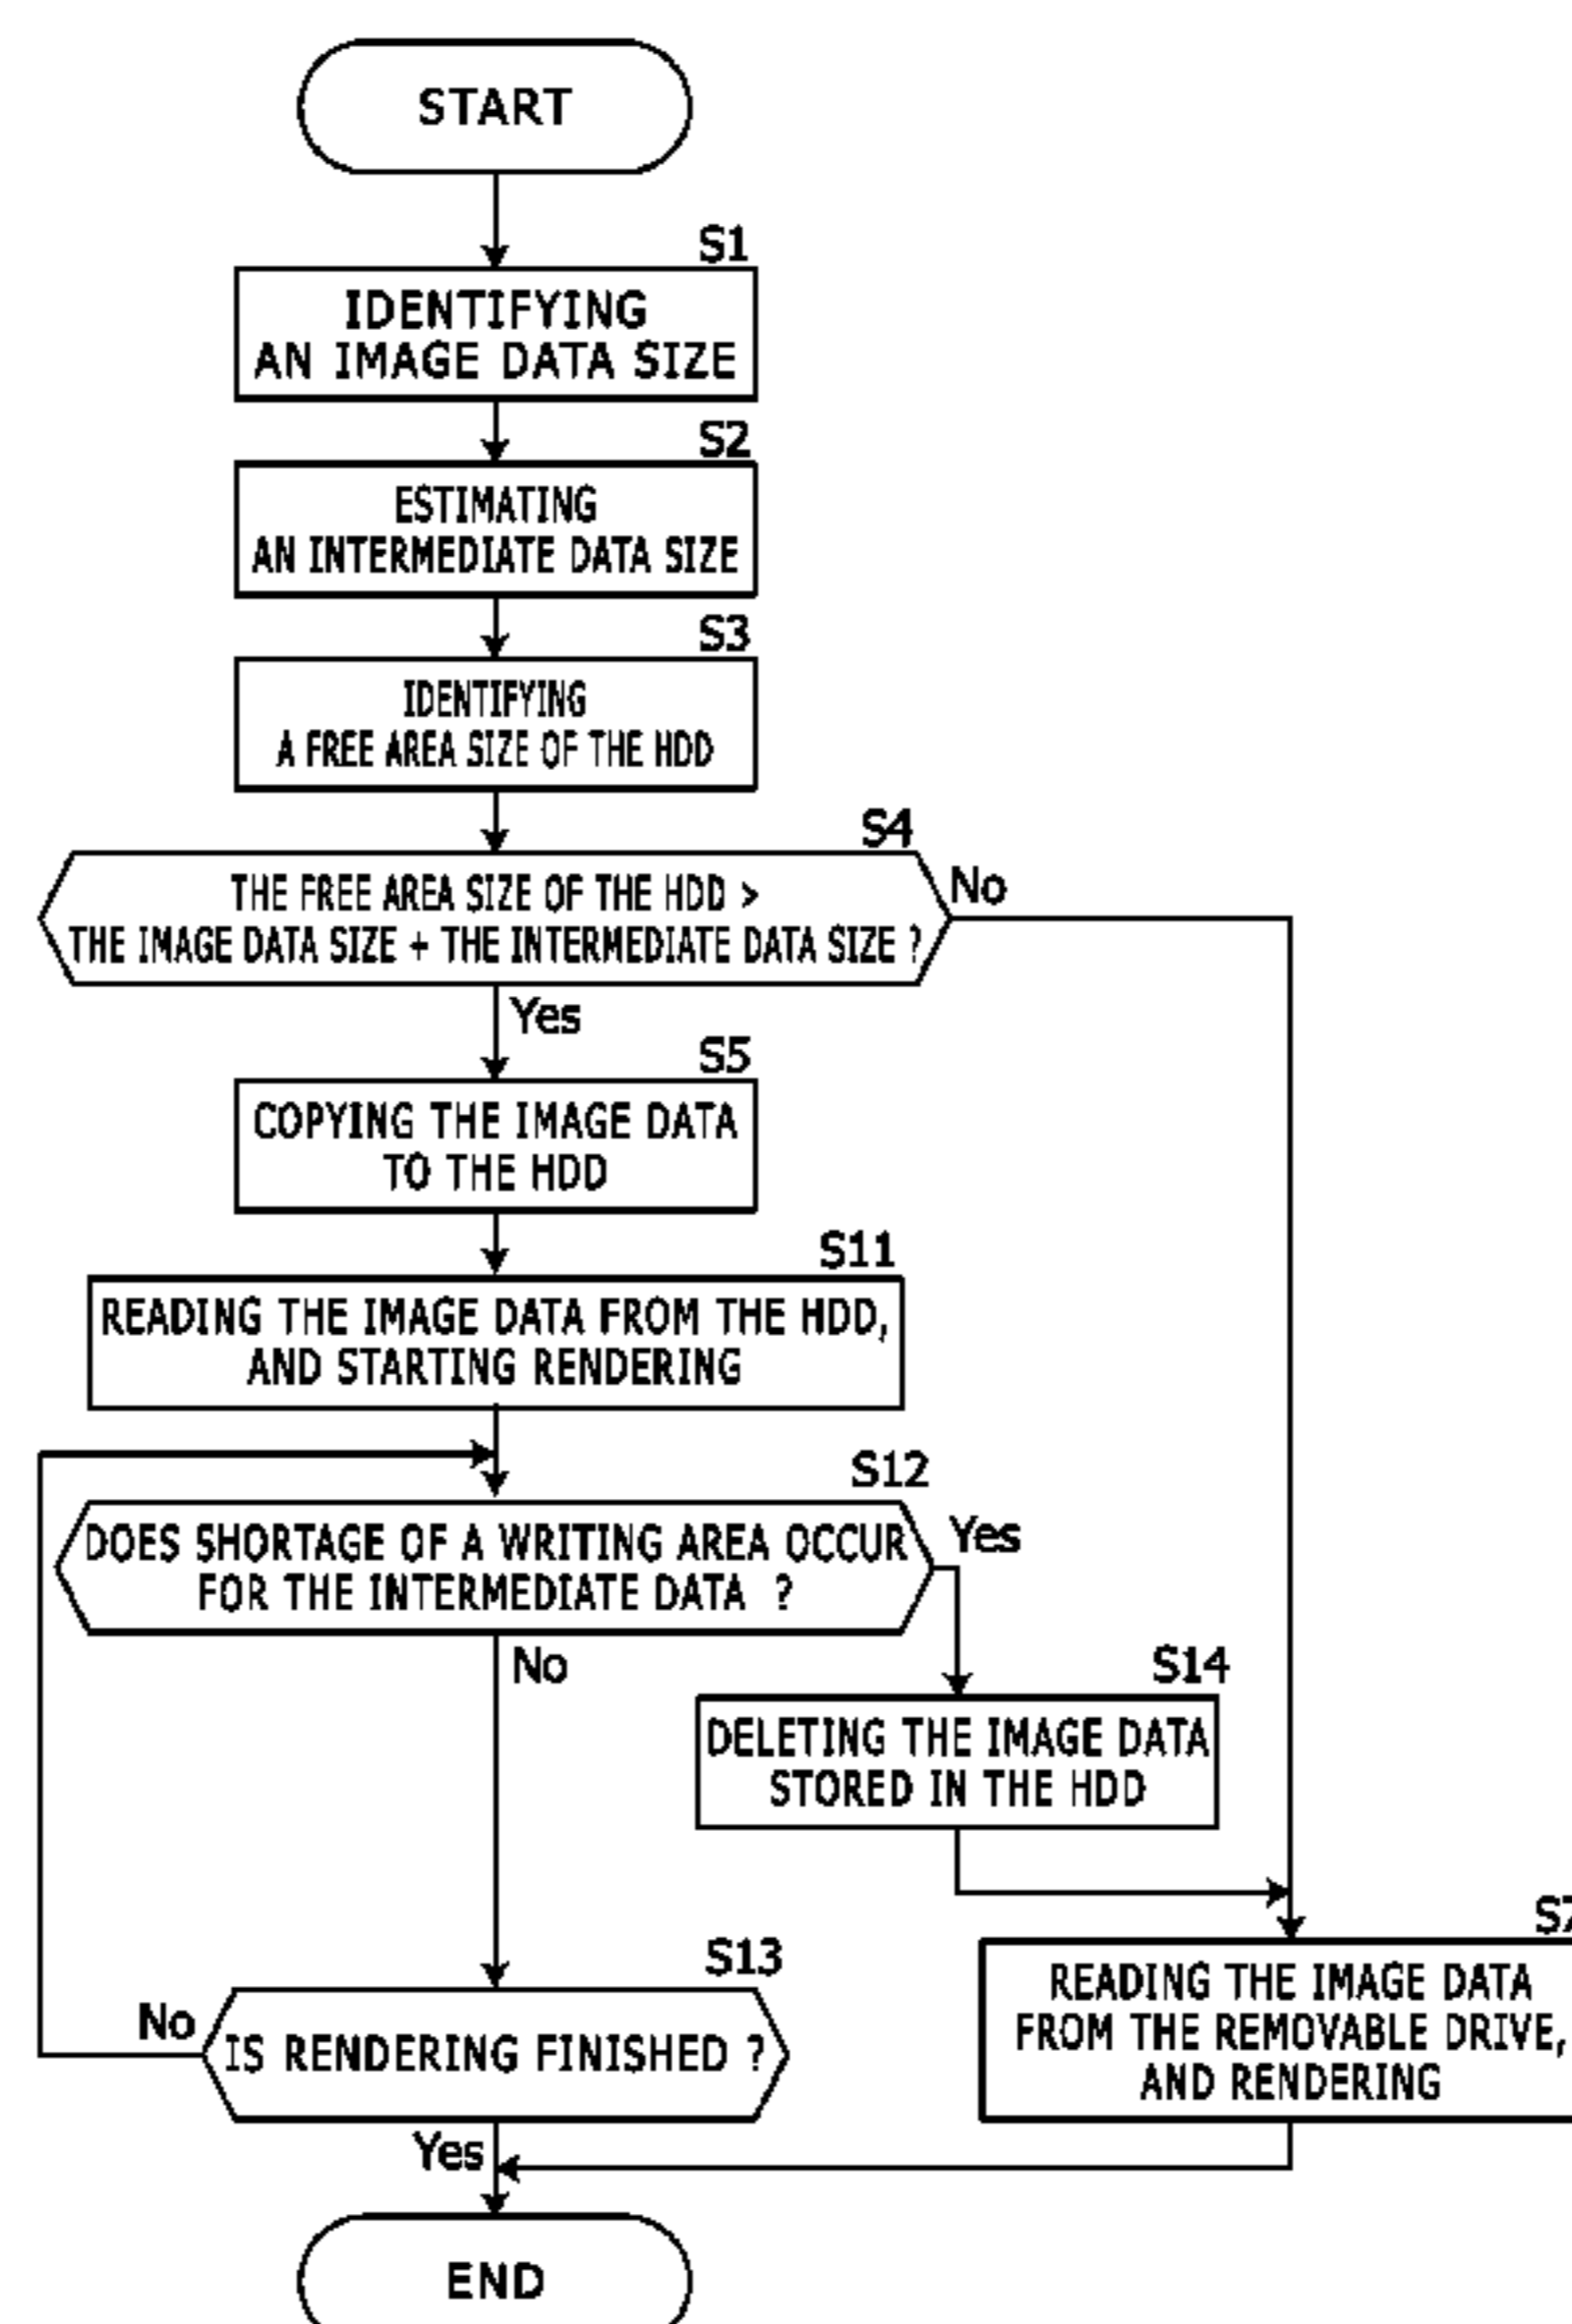 START
S1
IDENTIFYING
AN IMAGE DATA SIZE
S2
ESTIMATING
AN INTERMEDIATE DATA SIZE
S3
IDENTIFYING
A FREE AREA SIZE OF THE HDD
S4
THE FREE AREA SIZE OF THE HDD >
THE IMAGE DATA SIZE + THE INTERMEDIATE DATA SIZE ?
No
Yes
S5
COPYING THE IMAGE DATA
TO THE HDD
S11
READING THE IMAGE DATA FROM THE HDD,
AND STARTING RENDERING
S12
DOES SHORTAGE OF A WRITING AREA OCCUR
FOR THE INTERMEDIATE DATA ?
Yes
No
S14
DELETING THE IMAGE DATA
STORED IN THE HDD
S7
READING THE IMAGE DATA
FROM THE REMOVABLE DRIVE,
AND RENDERING
S13
IS RENDERING FINISHED ?
No
Yes
END